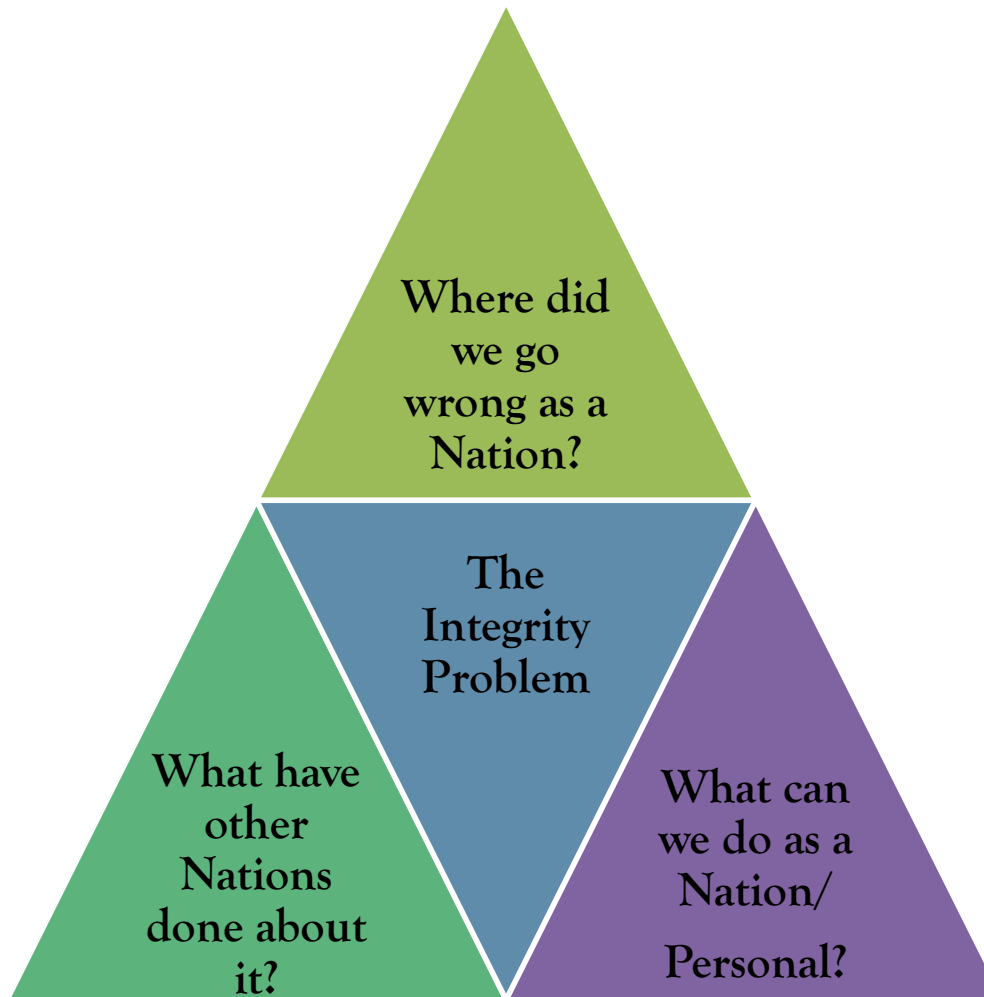 Where did
we go
wrong as a
Nation?
The
Integrity
Problem
What have
other
Nations
done about
it?
What can
we do as a
Nation/
Personal?